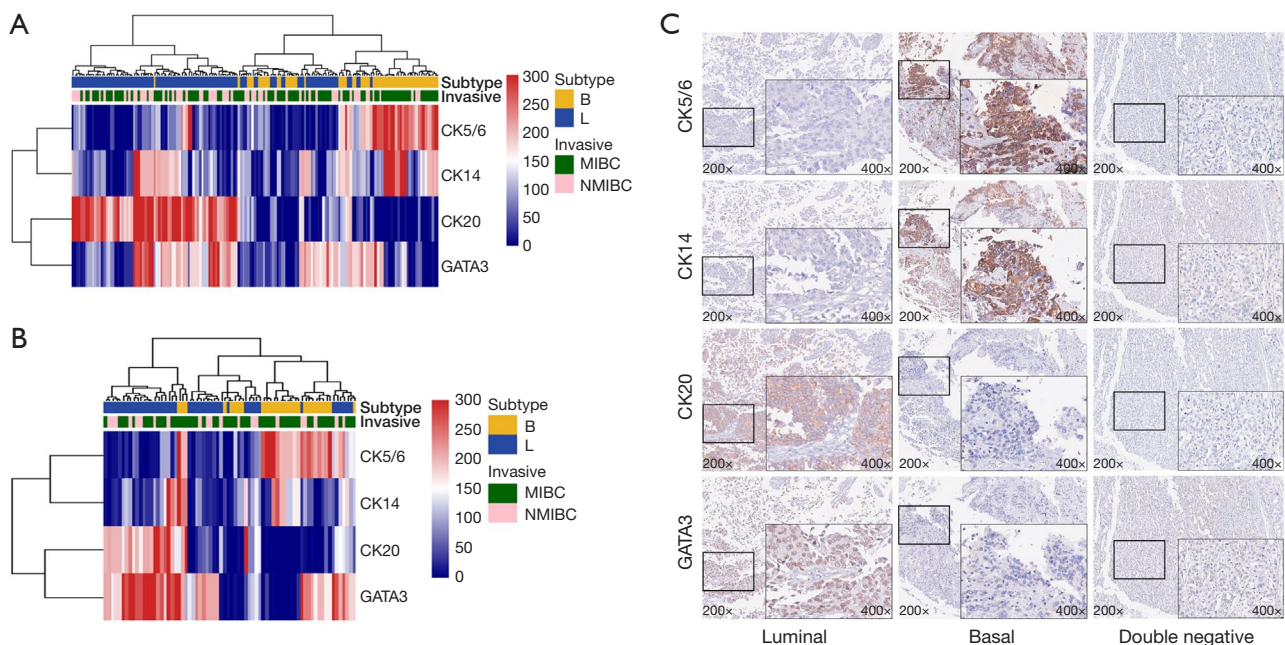 A
Subtype
Invasive
CK5/6
CK14
CK20
GATA3
300
250
200
150
100
50
0
Subtype
B
L
Invasive
MIBC
NMIBC
B
Subtype
Invasive
CK5/6
CK14
CK20
GATA3
300
250
200
150
100
50
0
Subtype
B
L
Invasive
MIBC
NMIBC
C
CK5/6
200× 400× 200× 400× 200× 400×
CK14
200× 400× 200× 400× 200× 400×
CK20
200× 400× 200× 400× 200× 400×
GATA3
200× 400× 200× 400× 200× 400×
Luminal Basal Double negative